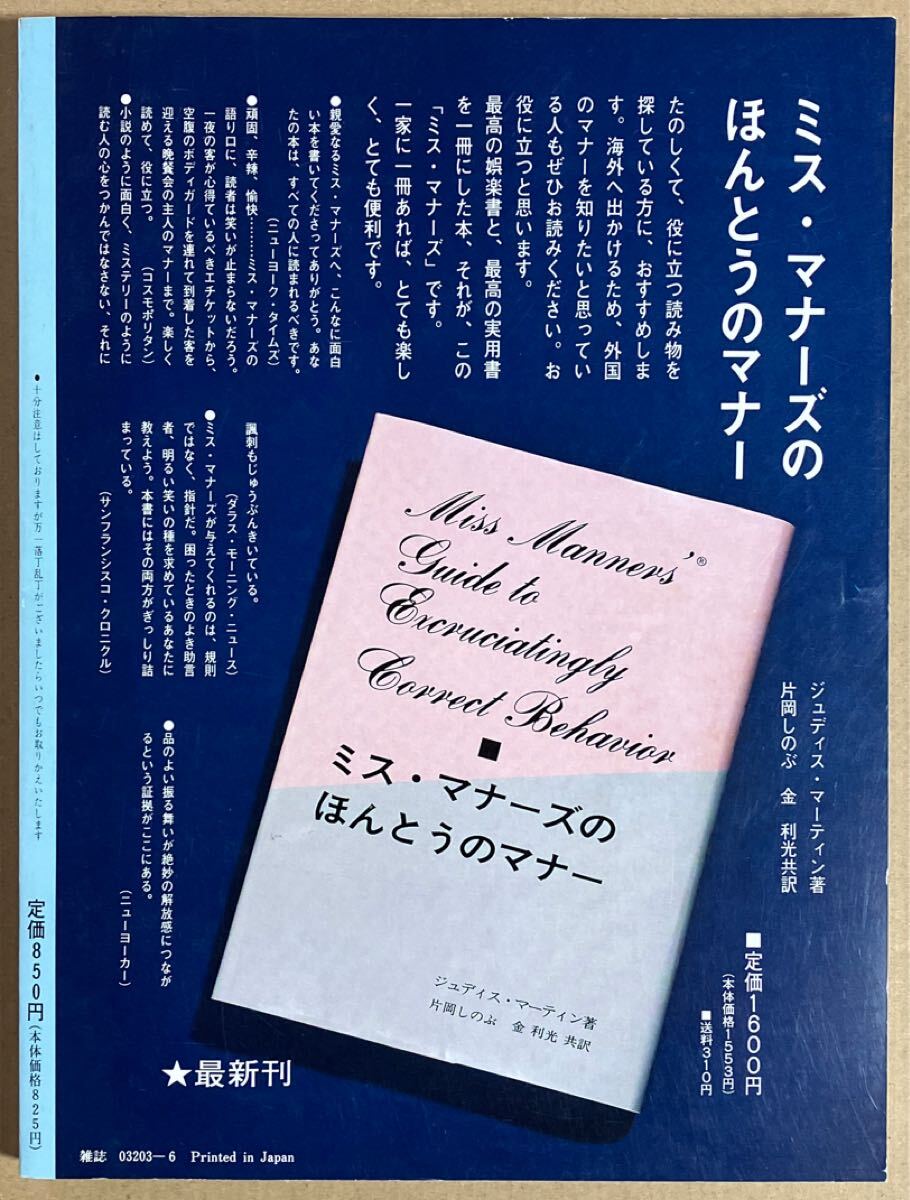 ミス・マナーズの
ほんとうのマナー
ジュディス・マーティン著
片岡しのぶ　金　利光共訳
■定価1600円
(本体価格1553円)
■送料310円
たのしくて、役に立つ読み物を
探している方に、おすすめしま
す。海外へ出かけるため、外国
のマナーを知りたいと思ってい
る人もぜひお読みください。お
役に立つと思います。
最高の娯楽書と、最高の実用書
を一冊にした本、それが、この
「ミス・マナーズ」です。
一家に一冊あれば、とても楽し
く、とても便利です。
●親愛なるミス・マナーズへ、こんなに面白
い本を書いてくださってありがとう。あな
たの本は、すべての人に読まれるべきです。
(ニューヨーク・タイムズ)
●頑固、辛辣、愉快………ミス・マナーズの
語り口に、読者は笑いが止まらないだろう。
一夜の客が心得ているべきエチケットから、
空腹のボディガードを連れて到着した客を
迎える晩餐会の主人のマナーまで。楽しく
読めて、役に立つ。　(コスモポリタン)
●小説のように面白く、ミステリーのように
読む人の心をつかんではなさない、それに
諷刺もじゅうぶんきいている。
(ダラス・モーニング・ニュース)
●ミス・マナーズが与えてくれるのは、規則
ではなく、指針だ。困ったときのよき助言
者、明るい笑いの種を求めているあなたに
教えよう。本書にはその両方がぎっしり詰
まっている。
(サンフランシスコ・クロニクル)
●品のよい振る舞いが絶妙の解放感につなが
るという証拠がここにある。
(ニューヨーカー)
Miss Manners'®
Guide to
Excruciatingly
Correct Behavior
■
ミス・マナーズの
ほんとうのマナー
ジュディス・マーティン著
片岡しのぶ　金 利光 共訳
★最新刊
●十分注意はしておりますが万一落丁乱丁がございましたらいつでもお取りかえいたします
定価850円(本体価格825円)
雑誌　03203—6　Printed in Japan